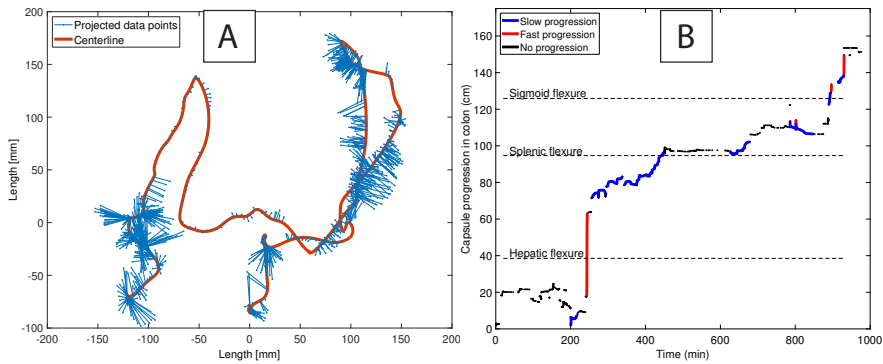 Projected data points
Centerline
A
200
150
100
50
0
-50
-100
-100
-50
0
50
100
150
200
Length [mm]
Length [mm]
Slow progression
Fast progression
No progression
B
160
140
120
100
80
60
40
20
0
0
200
400
600
800
1000
Capsule progression in colon (cm)
Time (min)
Sigmoid flexure
Splenic flexure
Hepatic flexure